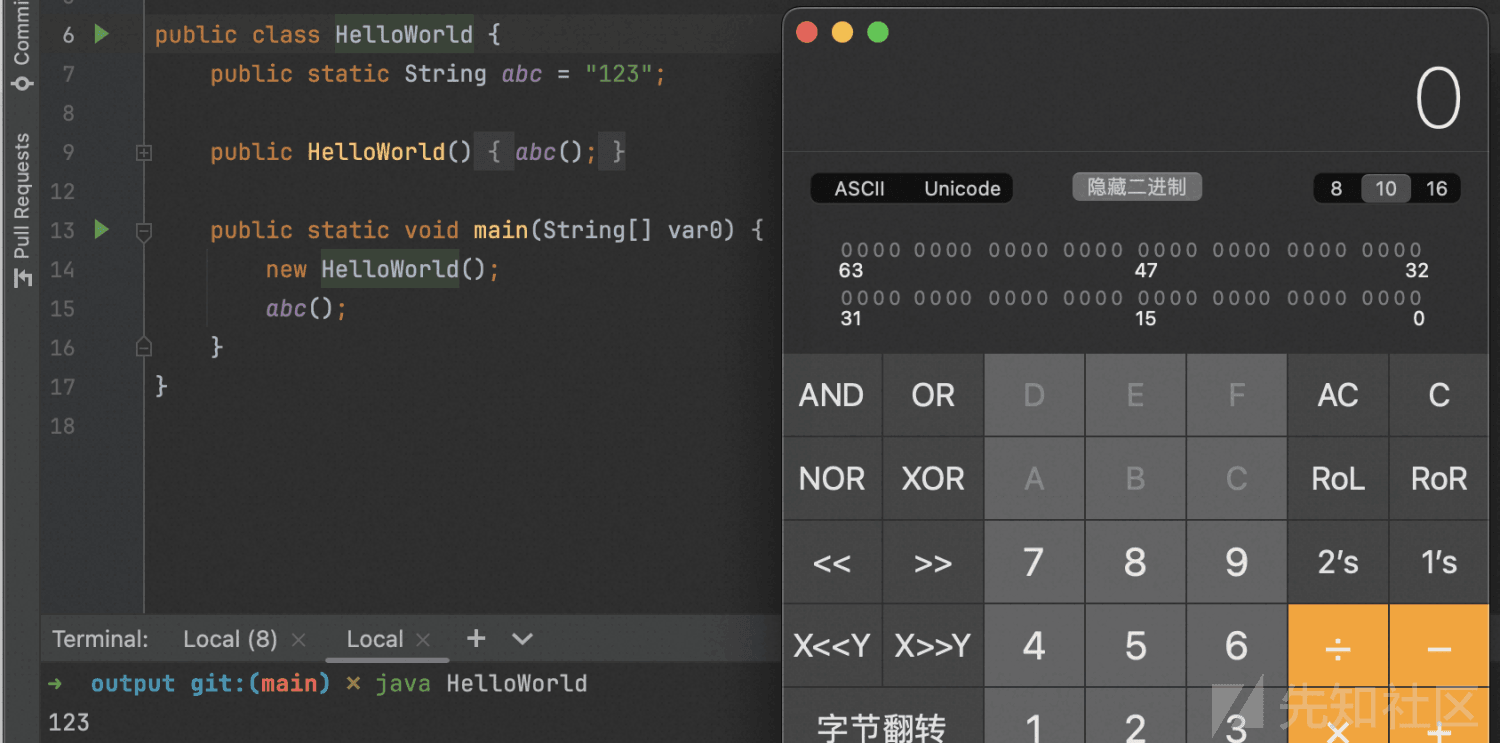 Commi
Pull Requests
6 public class HelloWorld {
7 public static String abc = "123";
8
9 public HelloWorld() { abc(); }
12
13 public static void main(String[] var0) {
14 new HelloWorld();
15 abc();
16 }
17 }
18
Terminal: Local (8) × Local × +
→ output git:(main) × java HelloWorld
123
0
ASCII Unicode 隐藏二进制 8 10 16
0000 0000 0000 0000 0000 0000 0000 0000
63 47 32
0000 0000 0000 0000 0000 0000 0000 0000
31 15 0
AND OR D E F AC C
NOR XOR A B C RoL RoR
<< >> 7 8 9 2's 1's
X<<Y X>>Y 4 5 6 ÷ −
字节翻转 1 2 3 × +
先知社区